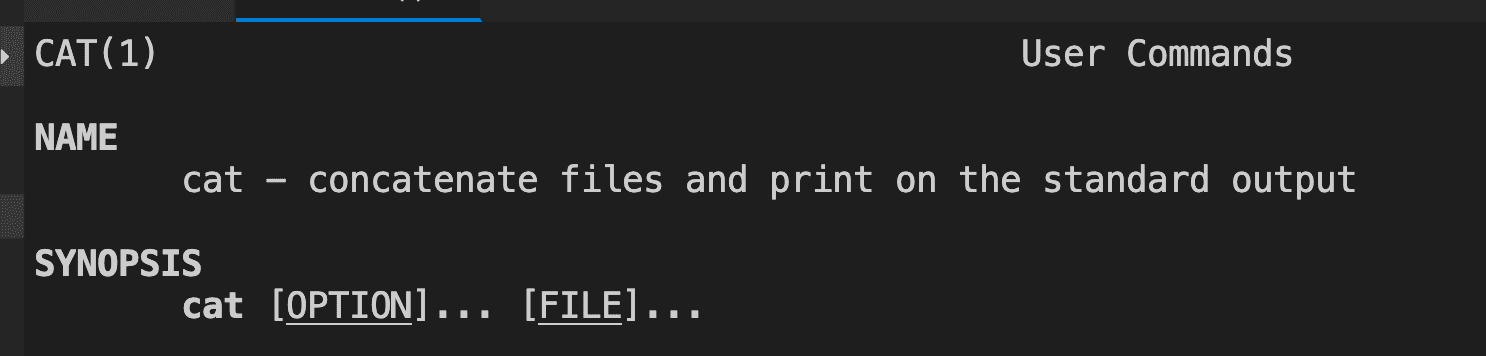 CAT(1) User Commands
NAME
cat – concatenate files and print on the standard output
SYNOPSIS
cat [OPTION]... [FILE]...